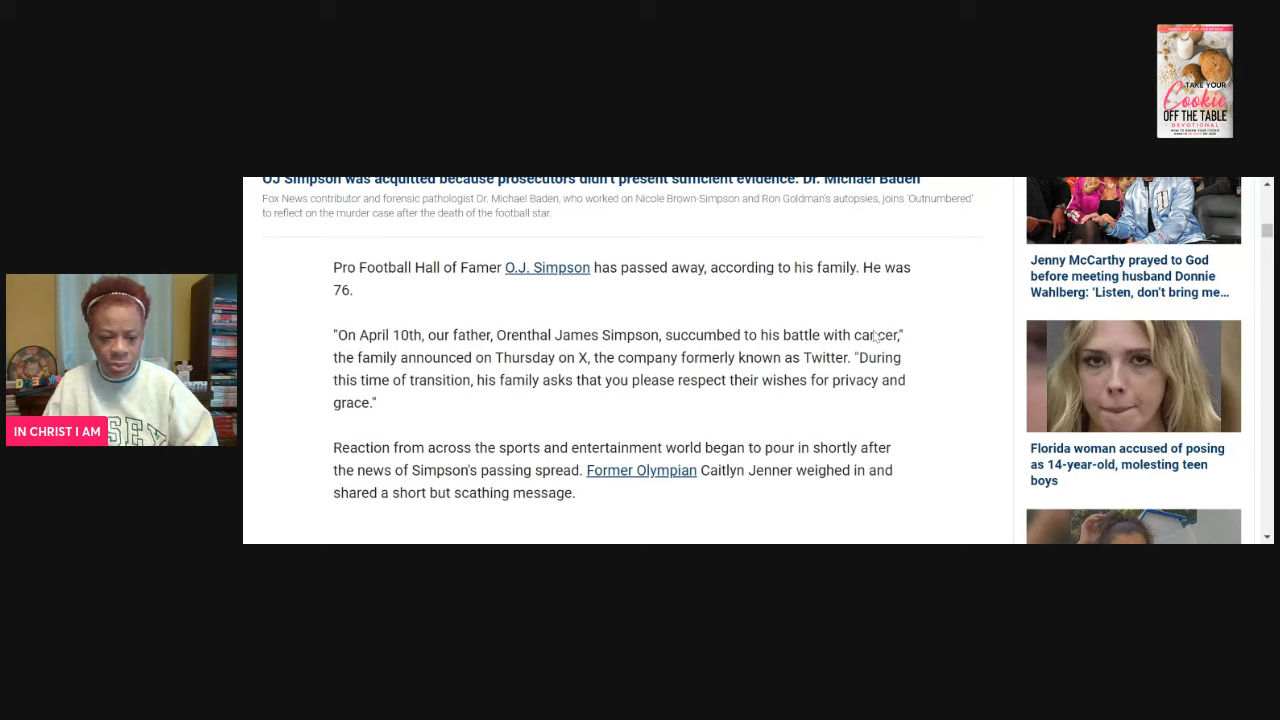 TAKE YOUR
Cookie
OFF THE TABLE
DEVOTIONAL
OJ Simpson was acquitted because prosecutors didn't present sufficient evidence: Dr. Michael Baden
Fox News contributor and forensic pathologist Dr. Michael Baden, who worked on Nicole Brown-Simpson and Ron Goldman's autopsies, joins 'Outnumbered'
to reflect on the murder case after the death of the football star.
Pro Football Hall of Famer O.J. Simpson has passed away, according to his family. He was
76.
"On April 10th, our father, Orenthal James Simpson, succumbed to his battle with cancer,"
the family announced on Thursday on X, the company formerly known as Twitter. "During
this time of transition, his family asks that you please respect their wishes for privacy and
grace."
Reaction from across the sports and entertainment world began to pour in shortly after
the news of Simpson's passing spread. Former Olympian Caitlyn Jenner weighed in and
shared a short but scathing message.
Jenny McCarthy prayed to God
before meeting husband Donnie
Wahlberg: 'Listen, don't bring me…
Florida woman accused of posing
as 14-year-old, molesting teen
boys
IN CHRIST I AM
SEY